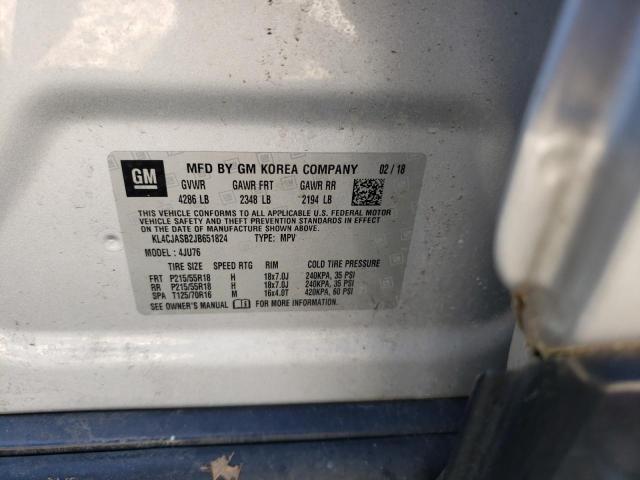 GM
MFD BY GM KOREA COMPANY 02 / 18
GVWR GAWR FRT GAWR RR
4286 LB 2348 LB 2194 LB
THIS VEHICLE CONFORMS TO ALL APPLICABLE U.S. FEDERAL MOTOR
VEHICLE SAFETY AND THEFT PREVENTION STANDARDS IN EFFECT
ON THE DATE OF MANUFACTURE SHOWN ABOVE.
KL4CJASB2JB651824 TYPE: MPV
MODEL : 4JU76
TIRE SIZE SPEED RTG RIM COLD TIRE PRESSURE
FRT P215/55R18 H 18x7.0J 240KPA, 35 PSI
RR P215/55R18 H 18x7.0J 240KPA, 35 PSI
SPA T125/70R16 M 16x4.0T 420KPA, 60 PSI
SEE OWNER'S MANUAL FOR MORE INFORMATION.